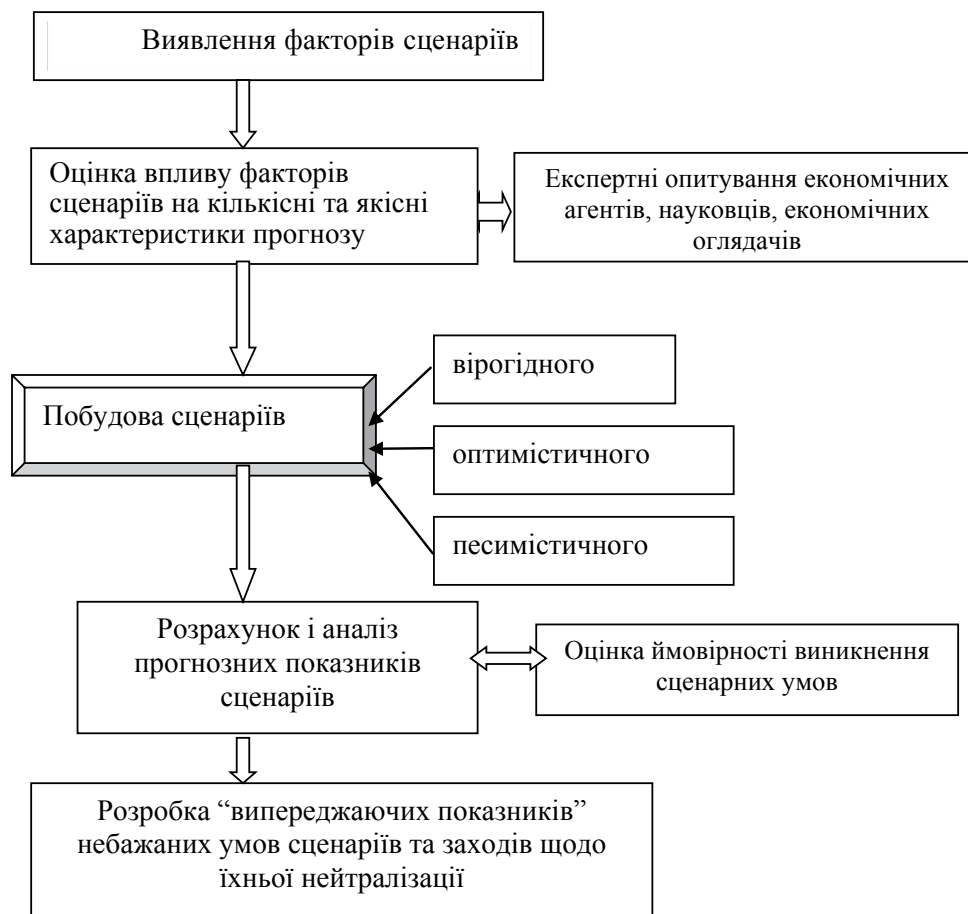 Виявлення факторів сценаріїв
Оцінка впливу факторів
сценаріїв на кількісні та якісні
характеристики прогнозу
Експертні опитування економічних
агентів, науковців, економічних
оглядачів
вірогідного
Побудова сценаріїв
оптимістичного
песимістичного
Розрахунок і аналіз
прогнозних показників
сценаріїв
Оцінка ймовірності виникнення
сценарних умов
Розробка “випереджаючих показників”
небажаних умов сценаріїв та заходів щодо
їхньої нейтралізації